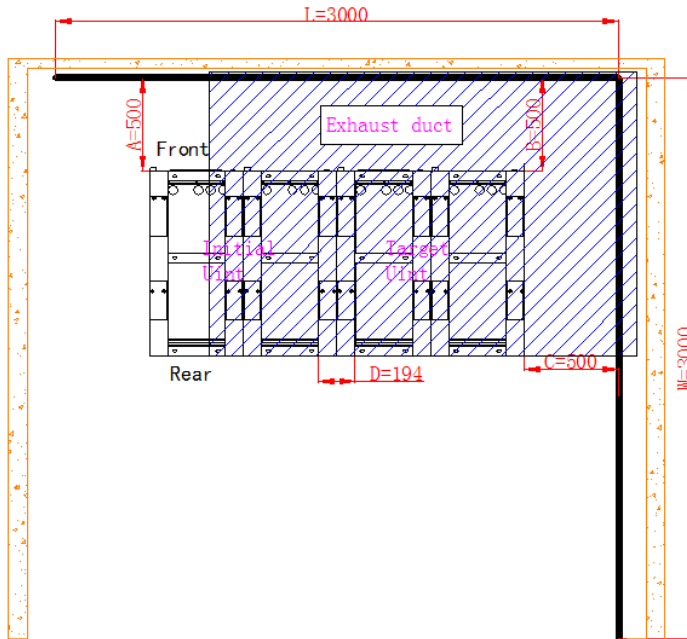 L=3000
A=500
B=500
Exhaust duct
Front
Initial
Uint
Target
Uint
C=500
W=3000
Rear
D=194